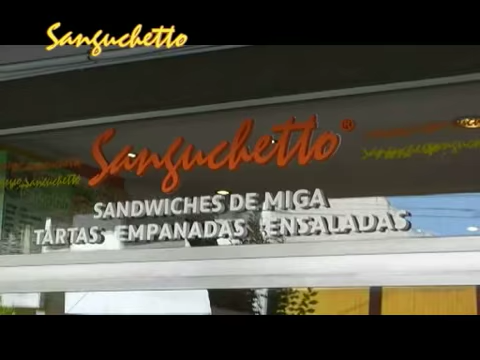 Sanguchetto
Sanguchetto®
SANDWICHES DE MIGA
TARTAS EMPANADAS ENSALADAS